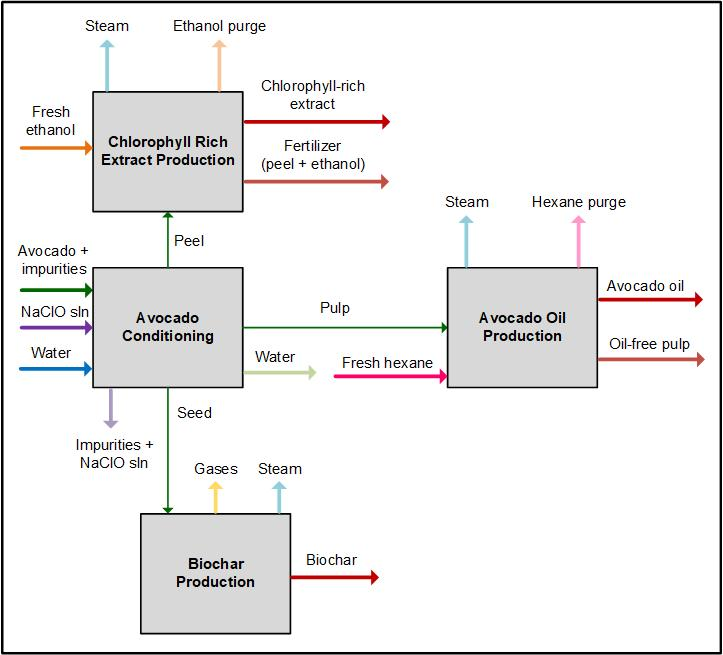 Steam
Ethanol purge
Fresh
ethanol
Chlorophyll Rich
Extract Production
Chlorophyll-rich
extract
Fertilizer
(peel + ethanol)
Peel
Steam
Hexane purge
Avocado +
impurities
NaClO sln
Water
Avocado
Conditioning
Pulp
Water
Fresh hexane
Avocado Oil
Production
Avocado oil
Oil-free pulp
Impurities +
NaClO sln
Seed
Gases
Steam
Biochar
Production
Biochar